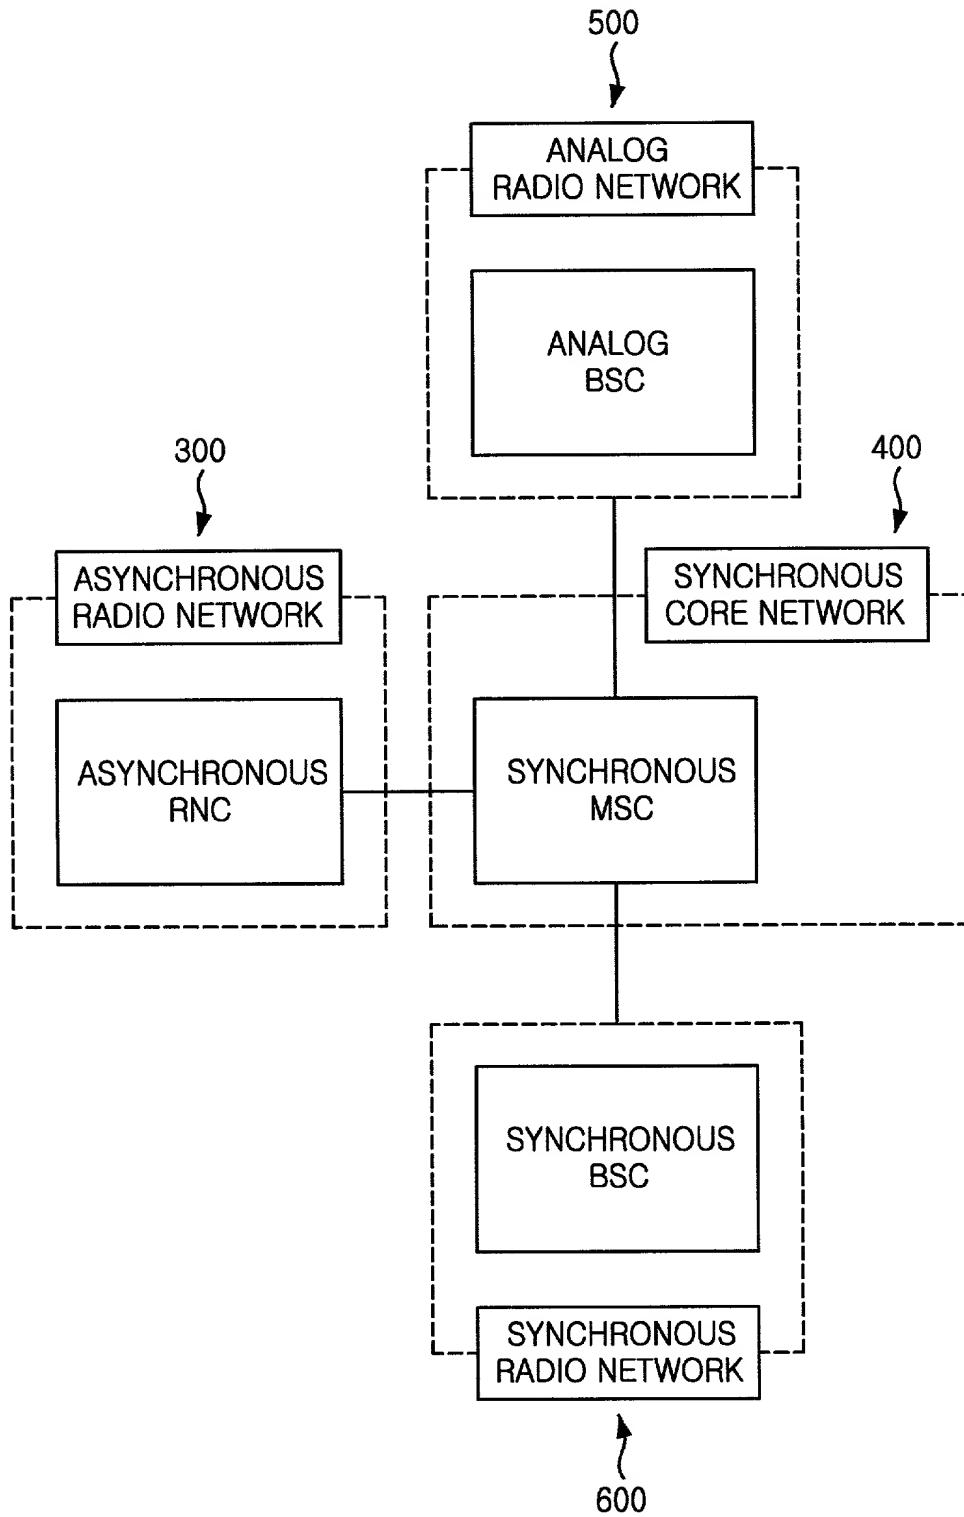 500
ANALOG
RADIO NETWORK
ANALOG
BSC
300
400
ASYNCHRONOUS
RADIO NETWORK
SYNCHRONOUS
CORE NETWORK
ASYNCHRONOUS
RNC
SYNCHRONOUS
MSC
SYNCHRONOUS
BSC
SYNCHRONOUS
RADIO NETWORK
600